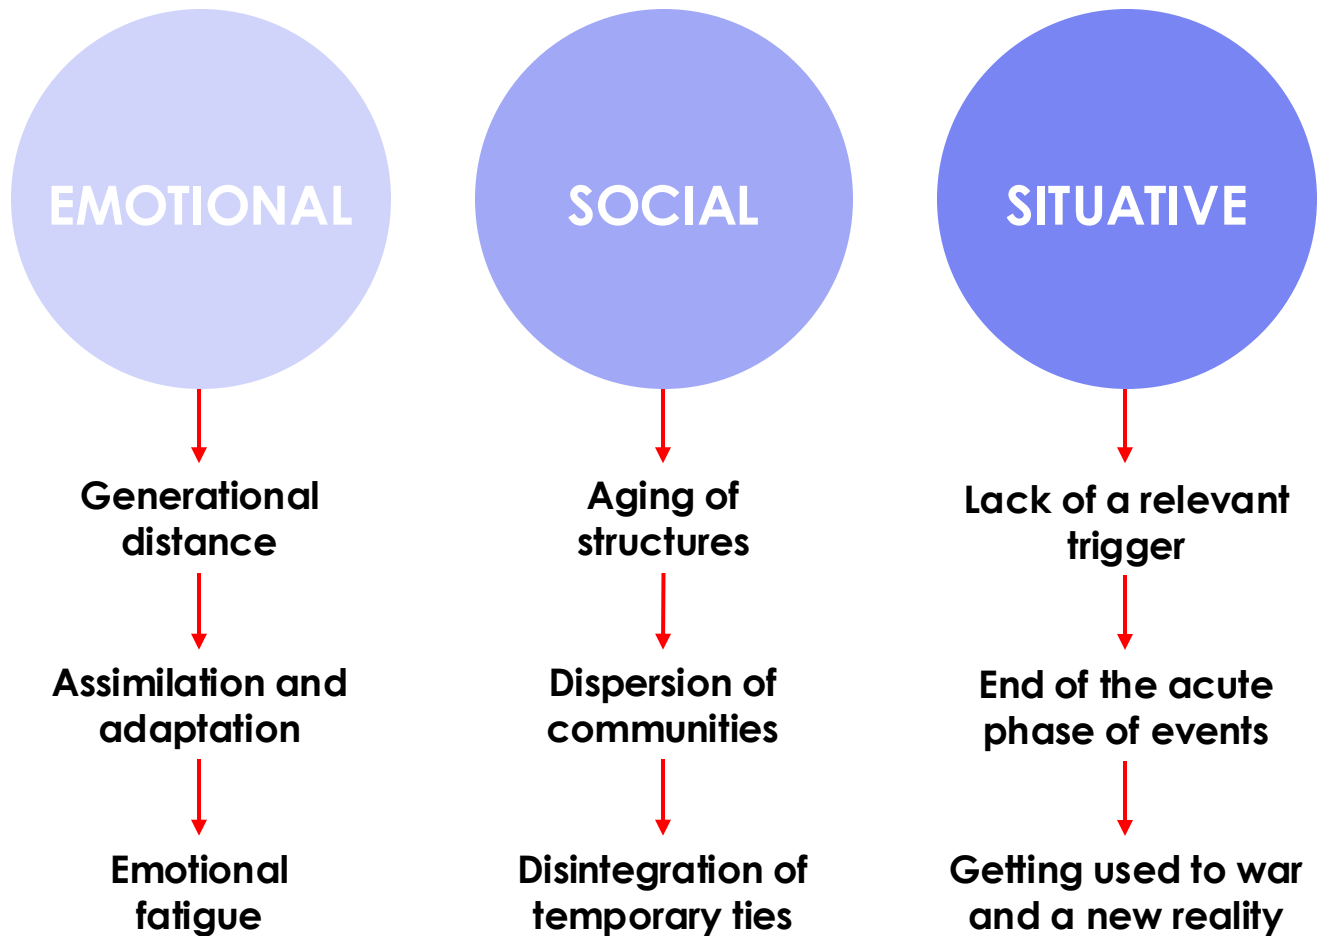 EMOTIONAL
Generational
distance
Assimilation and
adaptation
Emotional
fatigue
SOCIAL
Aging of
structures
Dispersion of
communities
Disintegration of
temporary ties
SITUATIVE
Lack of a relevant
trigger
End of the acute
phase of events
Getting used to war
and a new reality